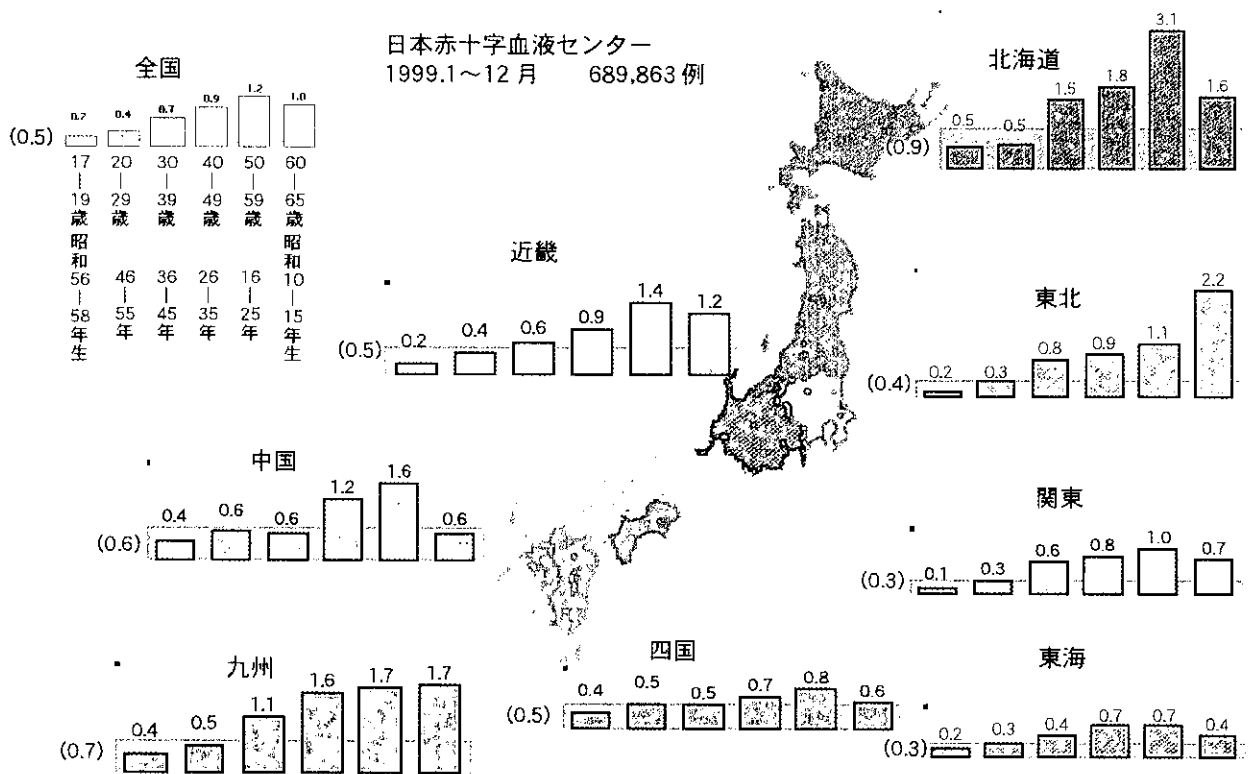 日本赤十字血液センター
1999.1～12月 689,863例
全国
0.2 0.4 0.7 0.9 1.2 1.0
(0.5)
17 20 30 40 50 60
｜ ｜ ｜ ｜ ｜ ｜
19 29 39 49 59 65
歳 歳 歳 歳 歳 歳
昭和 昭和
56 46 36 26 16 10
｜ ｜ ｜ ｜ ｜ ｜
58 55 45 35 25 15
年生 年 年 年 年 年生
北海道
0.5 0.5 1.5 1.8 3.1 1.6
(0.9)
近畿
0.2 0.4 0.6 0.9 1.4 1.2
(0.5)
東北
0.2 0.3 0.8 0.9 1.1 2.2
(0.4)
中国
0.4 0.6 0.6 1.2 1.6 0.6
(0.6)
関東
0.1 0.3 0.6 0.8 1.0 0.7
(0.3)
九州
0.4 0.5 1.1 1.6 1.7 1.7
(0.7)
四国
0.4 0.5 0.5 0.7 0.8 0.6
(0.5)
東海
0.2 0.3 0.4 0.7 0.7 0.4
(0.3)